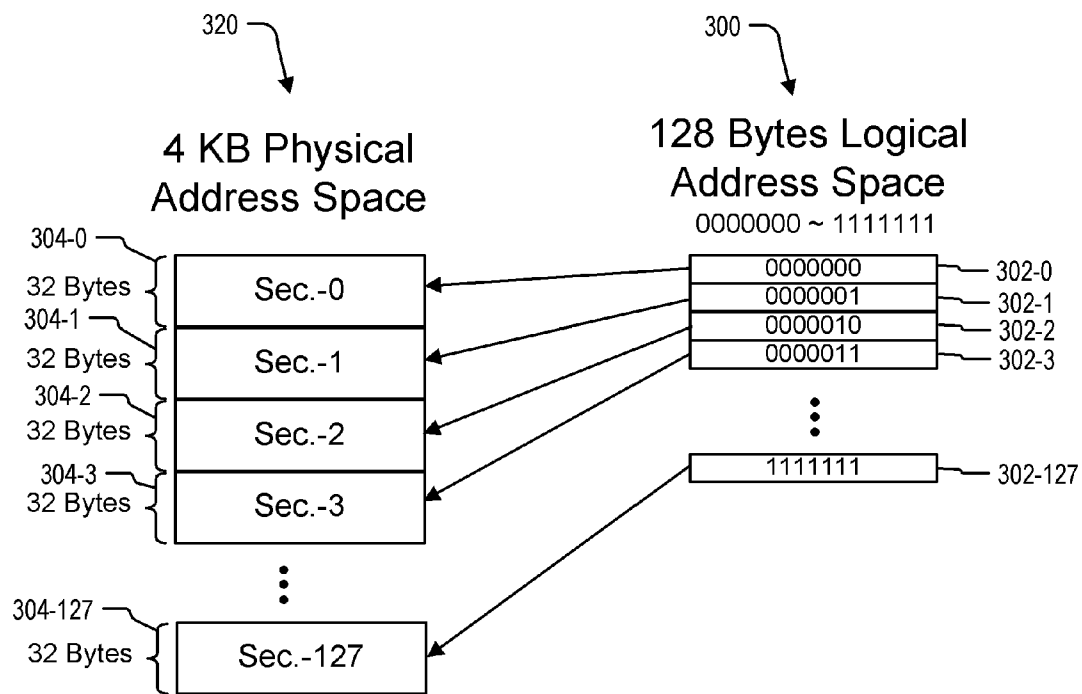 320
300
4 KB Physical
Address Space
128 Bytes Logical
Address Space
0000000 ~ 1111111
304-0
32 Bytes
Sec.-0
304-1
32 Bytes
Sec.-1
304-2
32 Bytes
Sec.-2
304-3
32 Bytes
Sec.-3
304-127
32 Bytes
Sec.-127
0000000
302-0
0000001
302-1
0000010
302-2
0000011
302-3
1111111
302-127